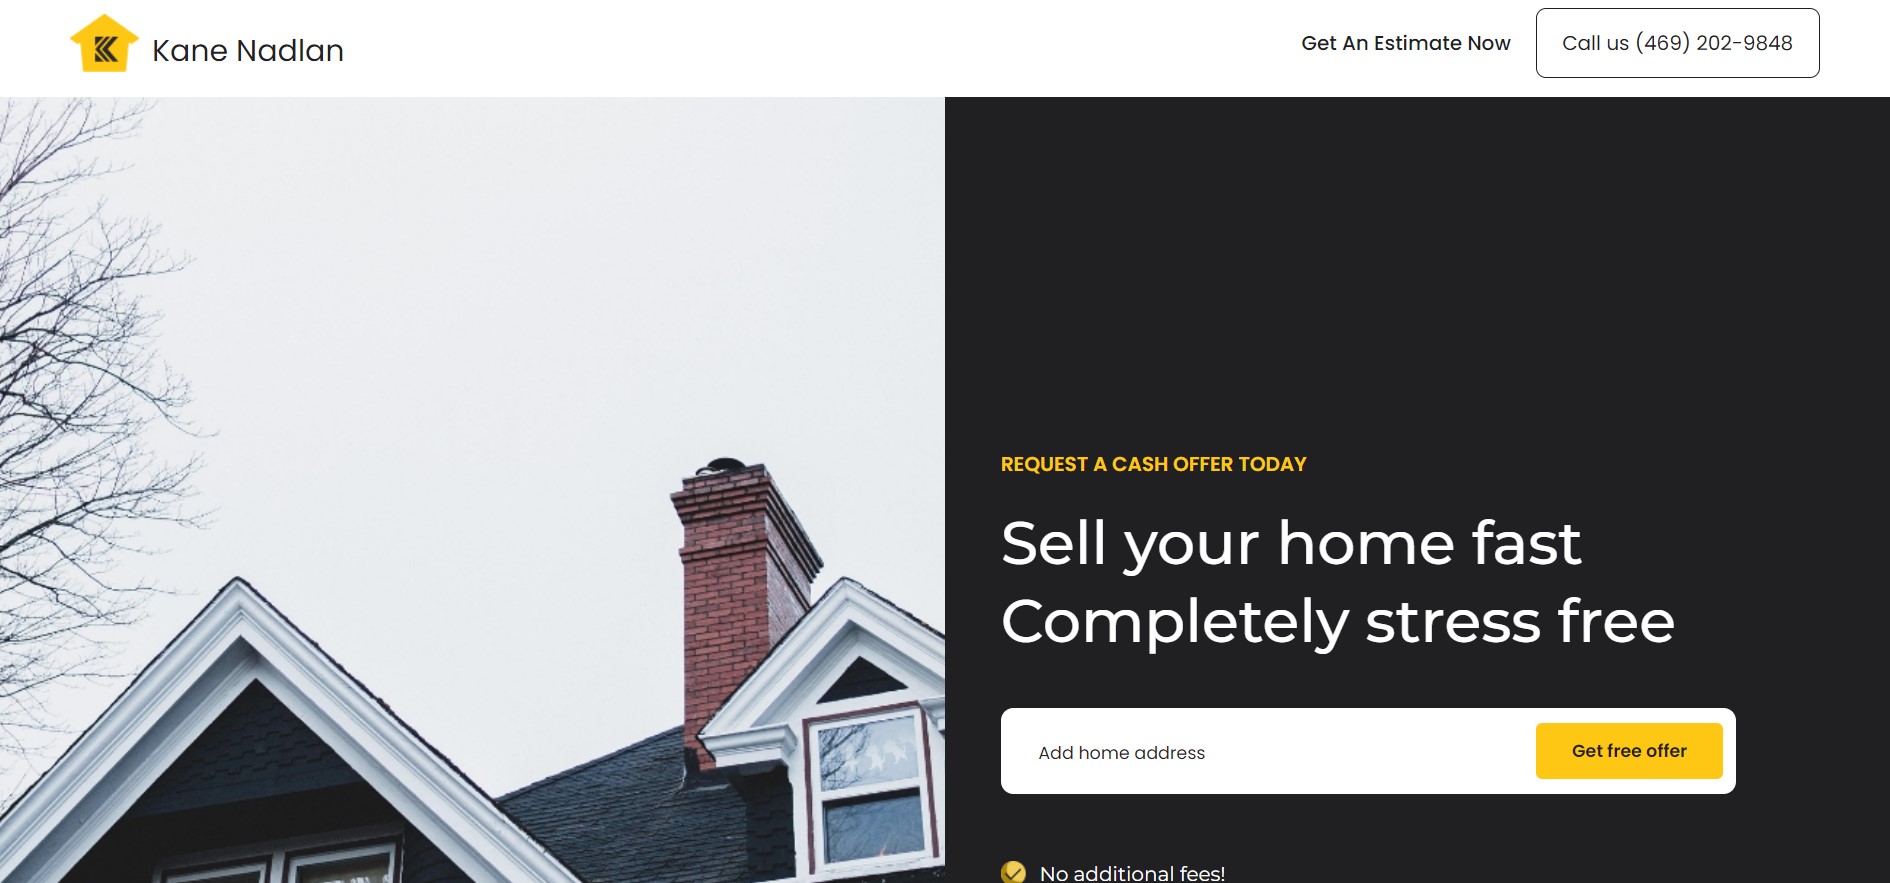 Kane Nadlan
Get An Estimate Now
Call us (469) 202-9848
REQUEST A CASH OFFER TODAY
Sell your home fast
Completely stress free
Add home address
Get free offer
No additional fees!